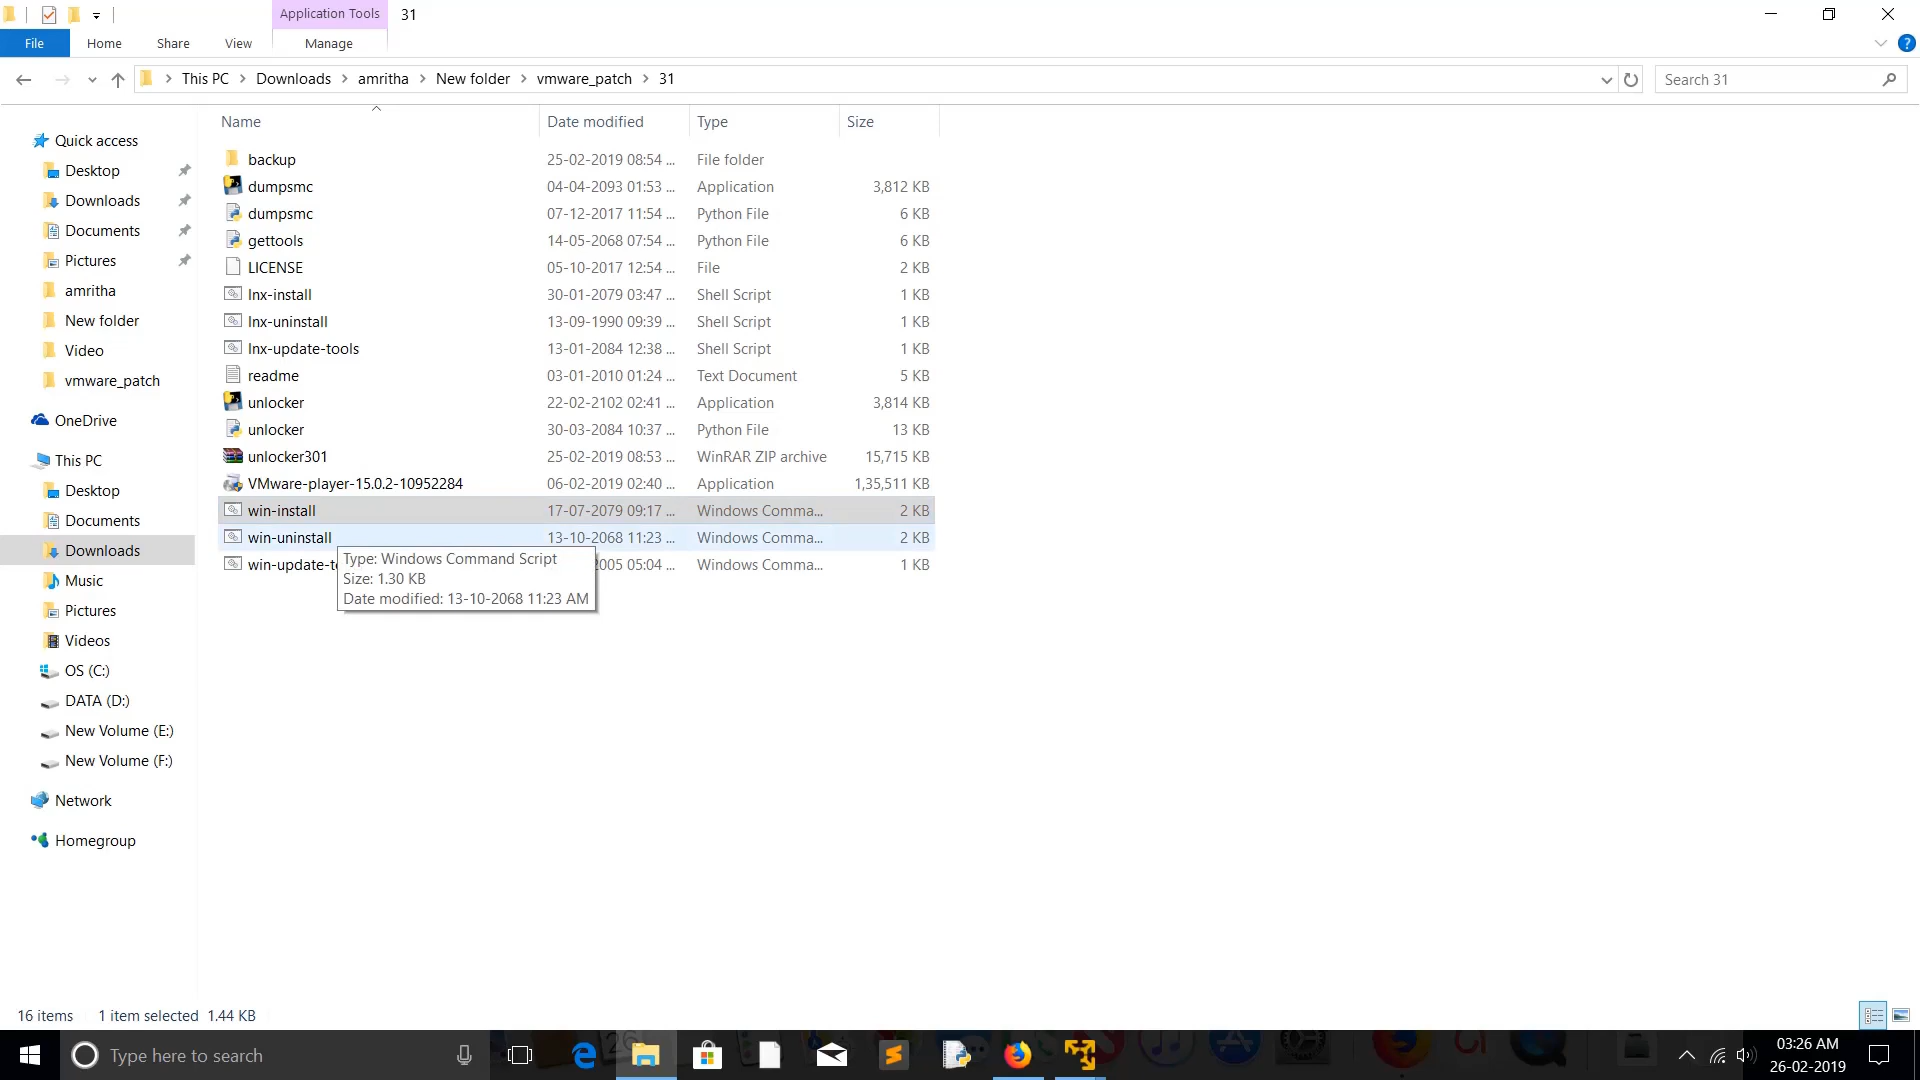 Application Tools 31
File Home Share View Manage
This PC Downloads amritha New folder vmware_patch 31 Search 31
Name Date modified Type Size
Quick access
Desktop
Downloads
Documents
Pictures
amritha
New folder
Video
vmware_patch
OneDrive
This PC
Desktop
Documents
Downloads
Music
Pictures
Videos
OS (C:)
DATA (D:)
New Volume (E:)
New Volume (F:)
Network
Homegroup
backup 25-02-2019 08:54 ... File folder
dumpsmc 04-04-2093 01:53 ... Application 3,812 KB
dumpsmc 07-12-2017 11:54 ... Python File 6 KB
gettools 14-05-2068 07:54 ... Python File 6 KB
LICENSE 05-10-2017 12:54 ... File 2 KB
lnx-install 30-01-2079 03:47 ... Shell Script 1 KB
lnx-uninstall 13-09-1990 09:39 ... Shell Script 1 KB
lnx-update-tools 13-01-2084 12:38 ... Shell Script 1 KB
readme 03-01-2010 01:24 ... Text Document 5 KB
unlocker 22-02-2102 02:41 ... Application 3,814 KB
unlocker 30-03-2084 10:37 ... Python File 13 KB
unlocker301 25-02-2019 08:53 ... WinRAR ZIP archive 15,715 KB
VMware-player-15.0.2-10952284 06-02-2019 02:40 ... Application 1,35,511 KB
win-install 17-07-2079 09:17 ... Windows Comma... 2 KB
win-uninstall 13-10-2068 11:23 ... Windows Comma... 2 KB
win-update-t 2005 05:04 ... Windows Comma... 1 KB
Type: Windows Command Script
Size: 1.30 KB
Date modified: 13-10-2068 11:23 AM
16 items 1 item selected 1.44 KB
Type here to search
03:26 AM
26-02-2019